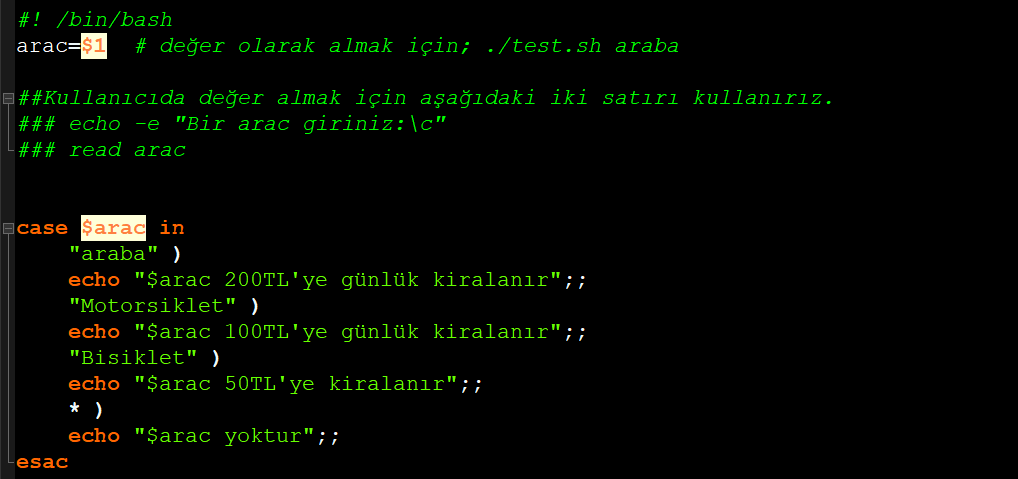 #! /bin/bash
arac=$1  # değer olarak almak için; ./test.sh araba
##Kullanıcıda değer almak için aşağıdaki iki satırı kullanırız.
### echo -e "Bir arac giriniz:\c"
### read arac
case $arac in
    "araba" )
    echo "$arac 200TL'ye günlük kiralanır";;
    "Motorsiklet" )
    echo "$arac 100TL'ye günlük kiralanır";;
    "Bisiklet" )
    echo "$arac 50TL'ye kiralanır";;
    * )
    echo "$arac yoktur";;
esac